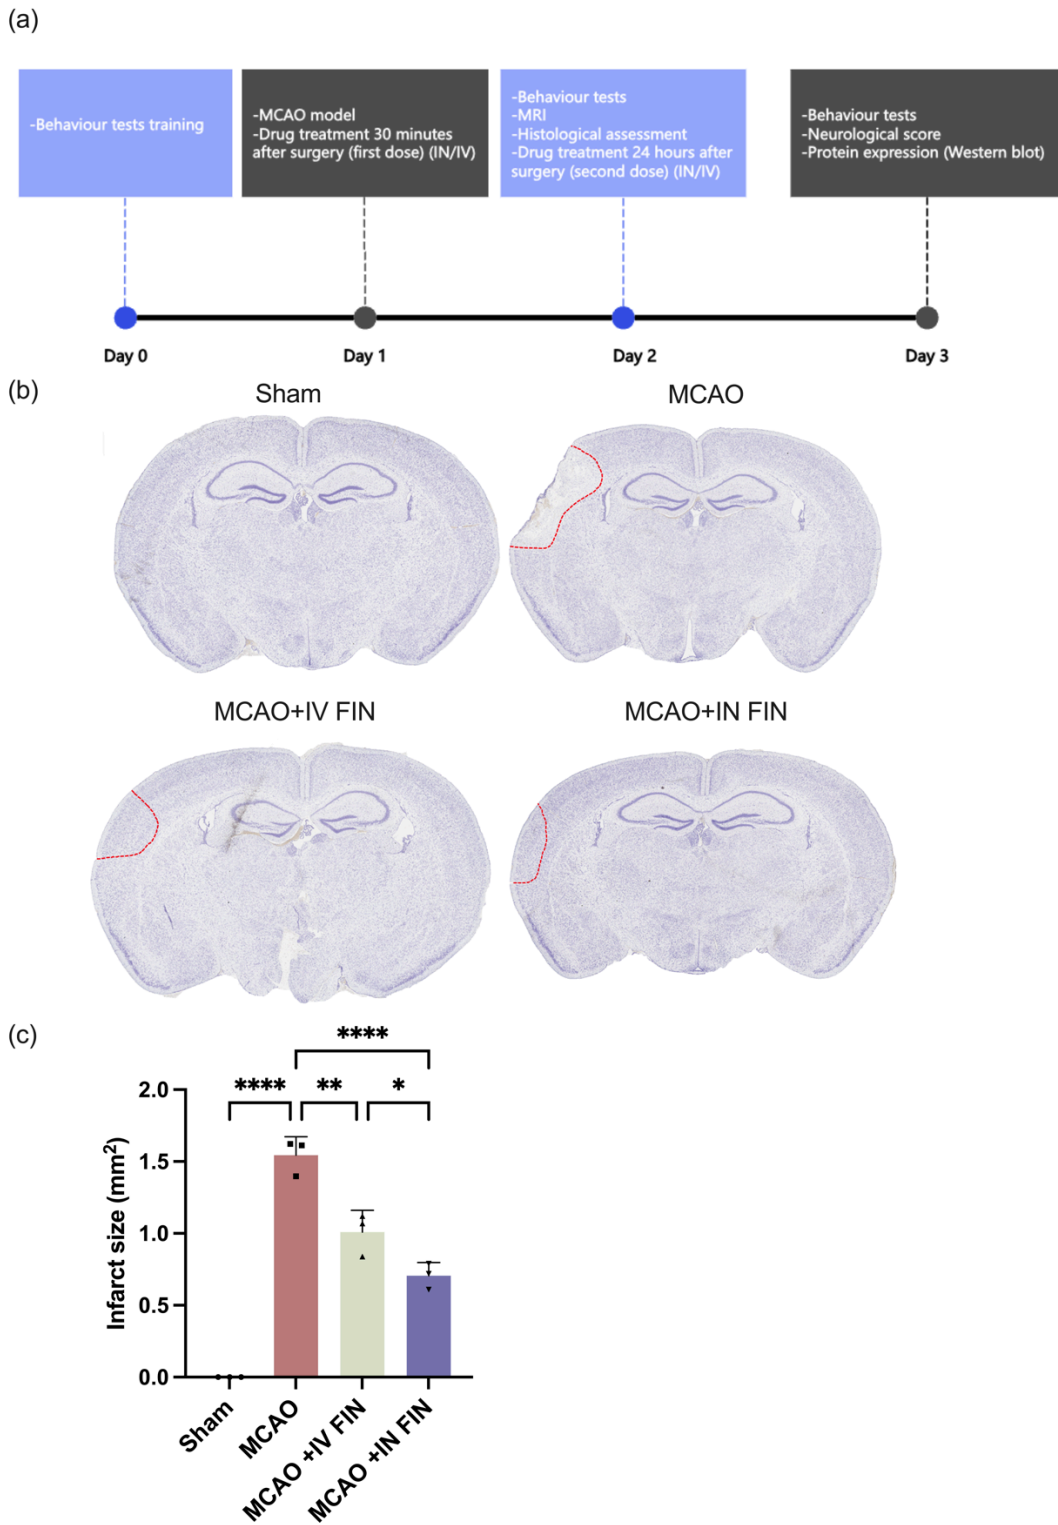 (a)
-Behaviour tests training
-MCAO model
-Drug treatment 30 minutes
after surgery (first dose) (IN/IV)
-Behaviour tests
-MRI
-Histological assessment
-Drug treatment 24 hours after
surgery (second dose) (IN/IV)
-Behaviour tests
-Neurological score
-Protein expression (Western blot)
Day 0
Day 1
Day 2
Day 3
(b)
Sham
MCAO
MCAO+IV FIN
MCAO+IN FIN
(c)
****
****
**
*
Infarct size (mm²)
2.0
1.5
1.0
0.5
0.0
Sham
MCAO
MCAO +IV FIN
MCAO +IN FIN